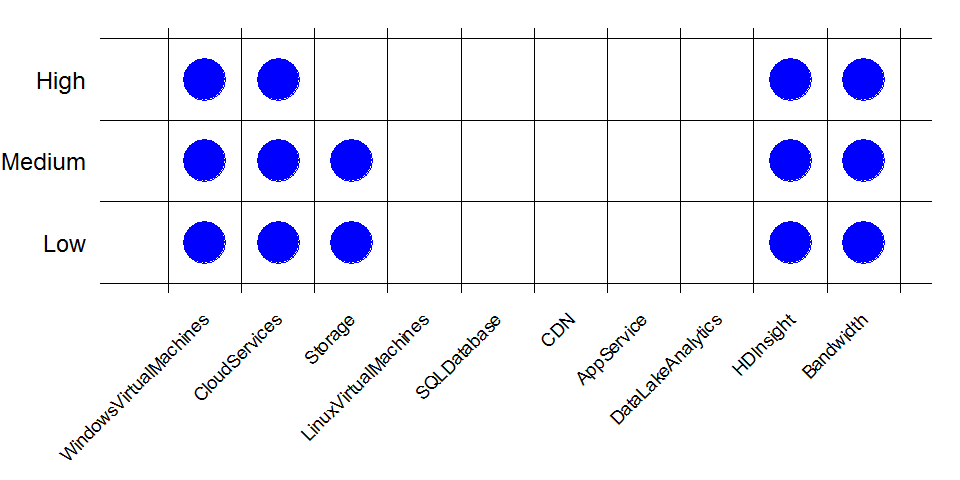 High
Medium
Low
WindowsVirtualMachines
CloudServices
Storage
LinuxVirtualMachines
SQLDatabase
CDN
AppService
DataLakeAnalytics
HDInsight
Bandwidth